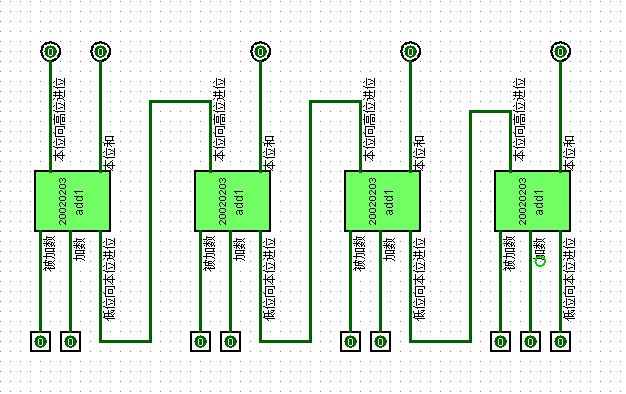 0 0 0 0 0
本位向高位进位 本位和 本位向高位进位 本位和 本位向高位进位 本位和 本位向高位进位 本位和
20020203 20020203 20020203 20020203
add1 add1 add1 add1
被加数 加数 低位向本位进位 被加数 加数 低位向本位进位 被加数 加数 低位向本位进位 被加数 加数 低位向本位进位
0 0 0 0 0 0 0 0 0